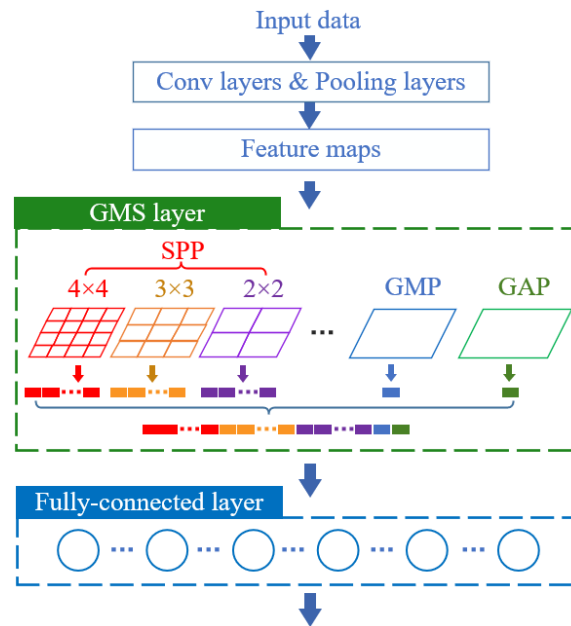 Input data
Conv layers & Pooling layers
Feature maps
GMS layer
SPP
4×4 3×3 2×2 ... GMP GAP
Fully-connected layer